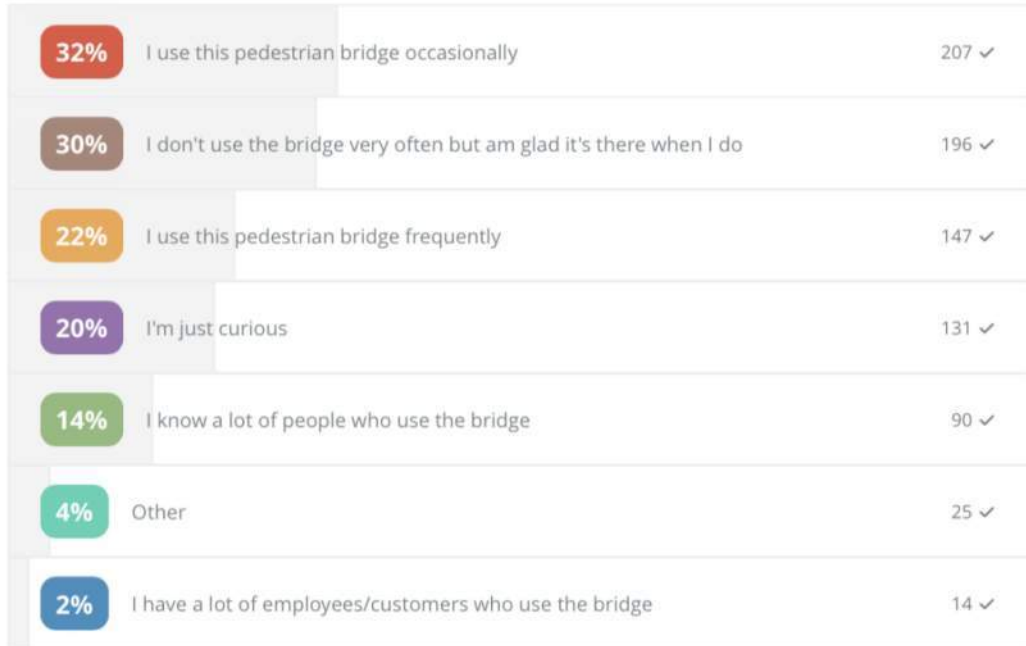 32% I use this pedestrian bridge occasionally 207 ✓
30% I don't use the bridge very often but am glad it's there when I do 196 ✓
22% I use this pedestrian bridge frequently 147 ✓
20% I'm just curious 131 ✓
14% I know a lot of people who use the bridge 90 ✓
4% Other 25 ✓
2% I have a lot of employees/customers who use the bridge 14 ✓